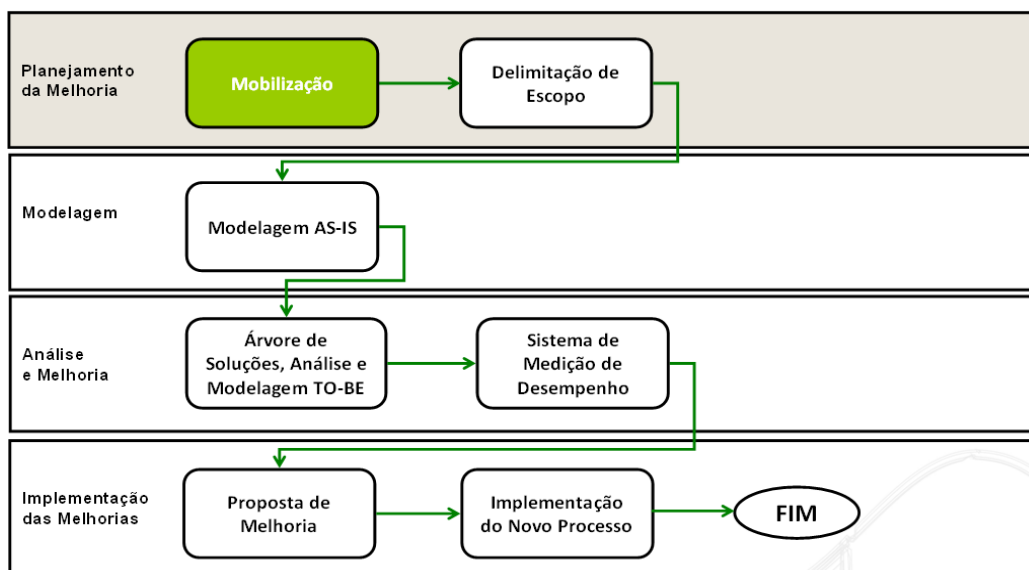 Planejamento
da Melhoria
Mobilização
Delimitação de
Escopo
Modelagem
Modelagem AS-IS
Análise
e Melhoria
Árvore de
Soluções, Análise e
Modelagem TO-BE
Sistema de
Medição de
Desempenho
Implementação
das Melhorias
Proposta de
Melhoria
Implementação
do Novo Processo
FIM